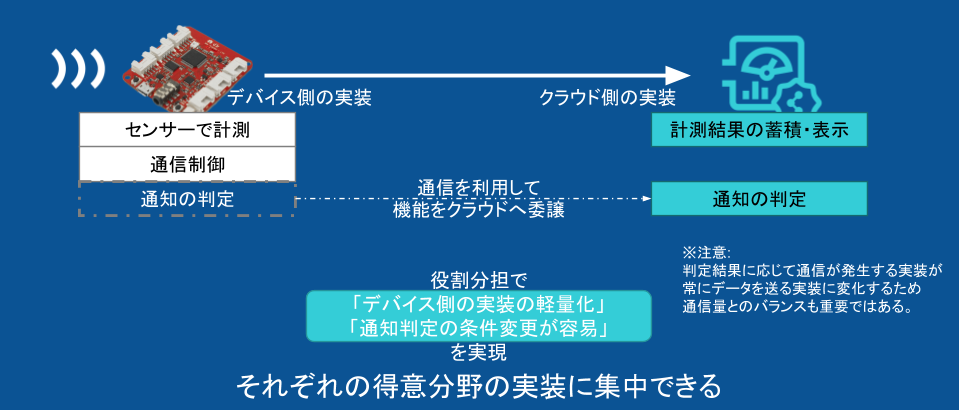 デバイス側の実装
クラウド側の実装
センサーで計測
通信制御
通知の判定
計測結果の蓄積・表示
通信を利用して
機能をクラウドへ委譲
通知の判定
※注意:
判定結果に応じて通信が発生する実装が
常にデータを送る実装に変化するため
通信量とのバランスも重要ではある。
役割分担で
「デバイス側の実装の軽量化」
「通知判定の条件変更が容易」
を実現
それぞれの得意分野の実装に集中できる